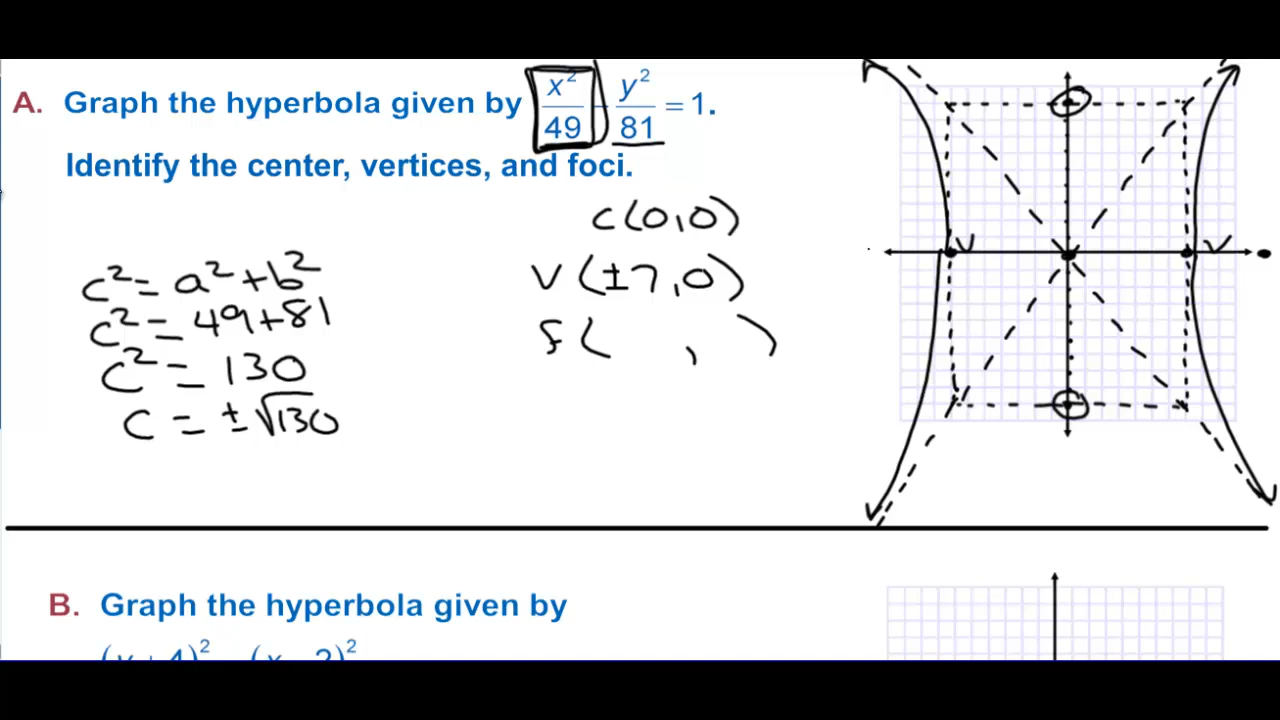 A. Graph the hyperbola given by x²/49 - y²/81 = 1.
Identify the center, vertices, and foci.
c(0,0)
v(±7,0)
f( , )
c² = a² + b²
c² = 49 + 81
c² = 130
c = ±√130
v v
B. Graph the hyperbola given by